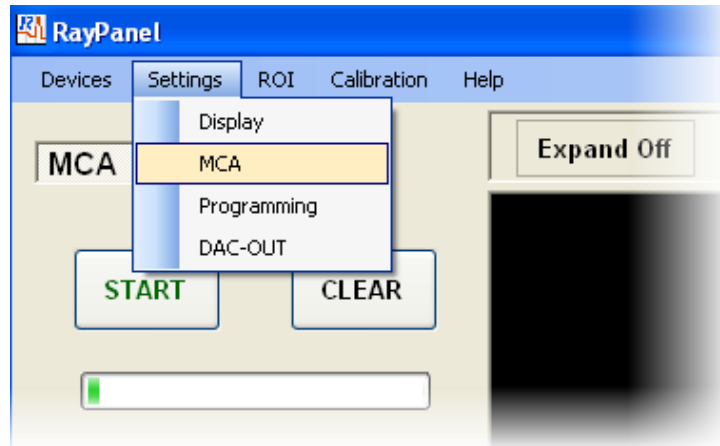 RayPanel
Devices Settings ROI Calibration Help
Display
MCA
Programming
DAC-OUT
MCA
Expand Off
START
CLEAR